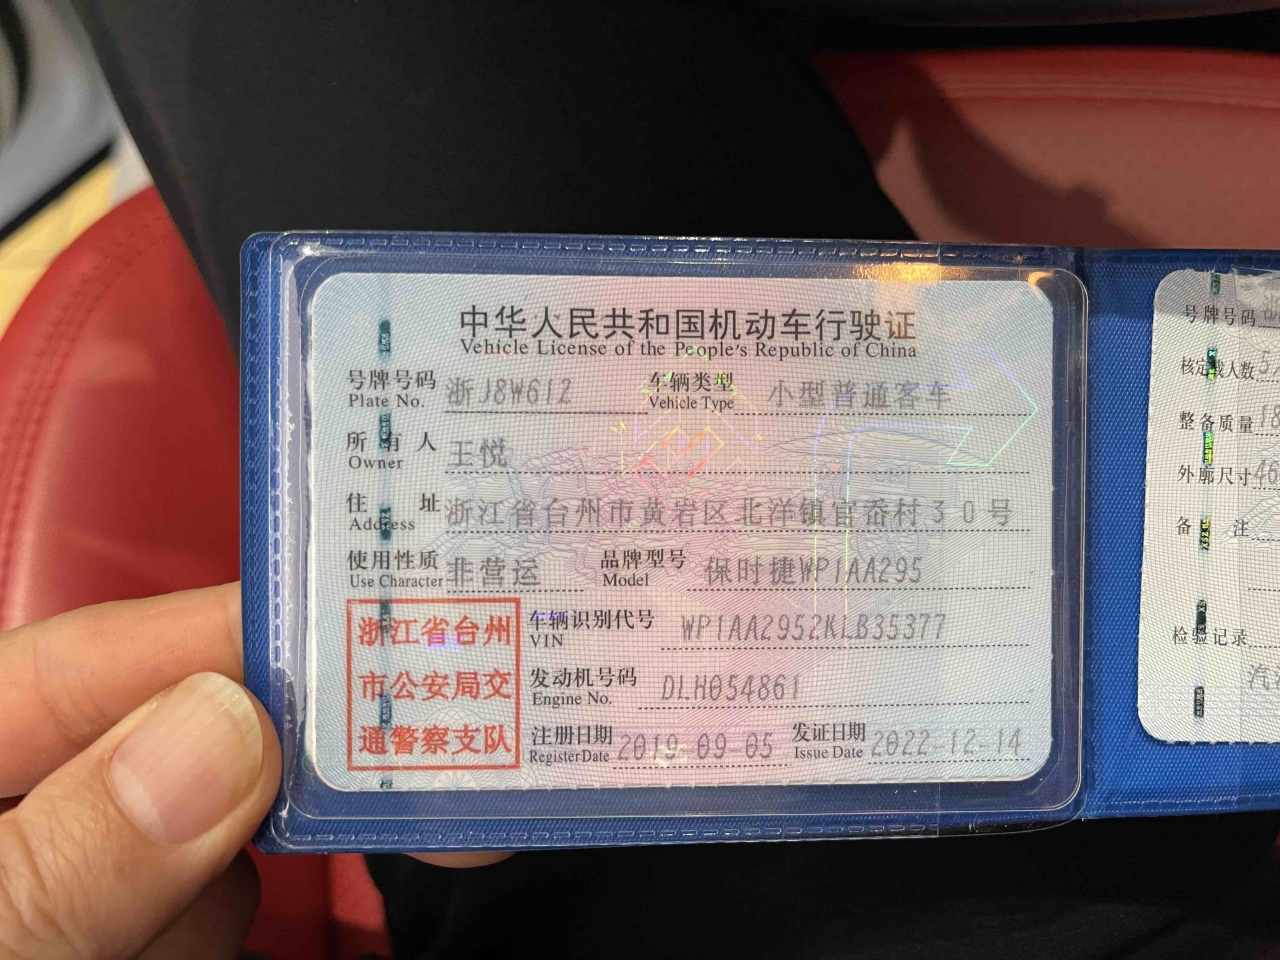 中华人民共和国机动车行驶证
Vehicle License of the People's Republic of China
号牌号码 浙J8W612 车辆类型 小型普通客车
Plate No. Vehicle Type
所有人 王悦
Owner
住址 浙江省台州市黄岩区北洋镇官岙村30号
Address
使用性质 非营运 品牌型号 保时捷WP1AA295
Use Character Model
浙江省台州
市公安局交
通警察支队
车辆识别代号 WP1AA2952KLB35377
VIN
发动机号码 DLH054861
Engine No.
注册日期 2019-09-05 发证日期 2022-12-14
Register Date Issue Date
号牌号码 浙
核定载人数 5
整备质量 18
外廓尺寸 46
备注
检验记录
汽